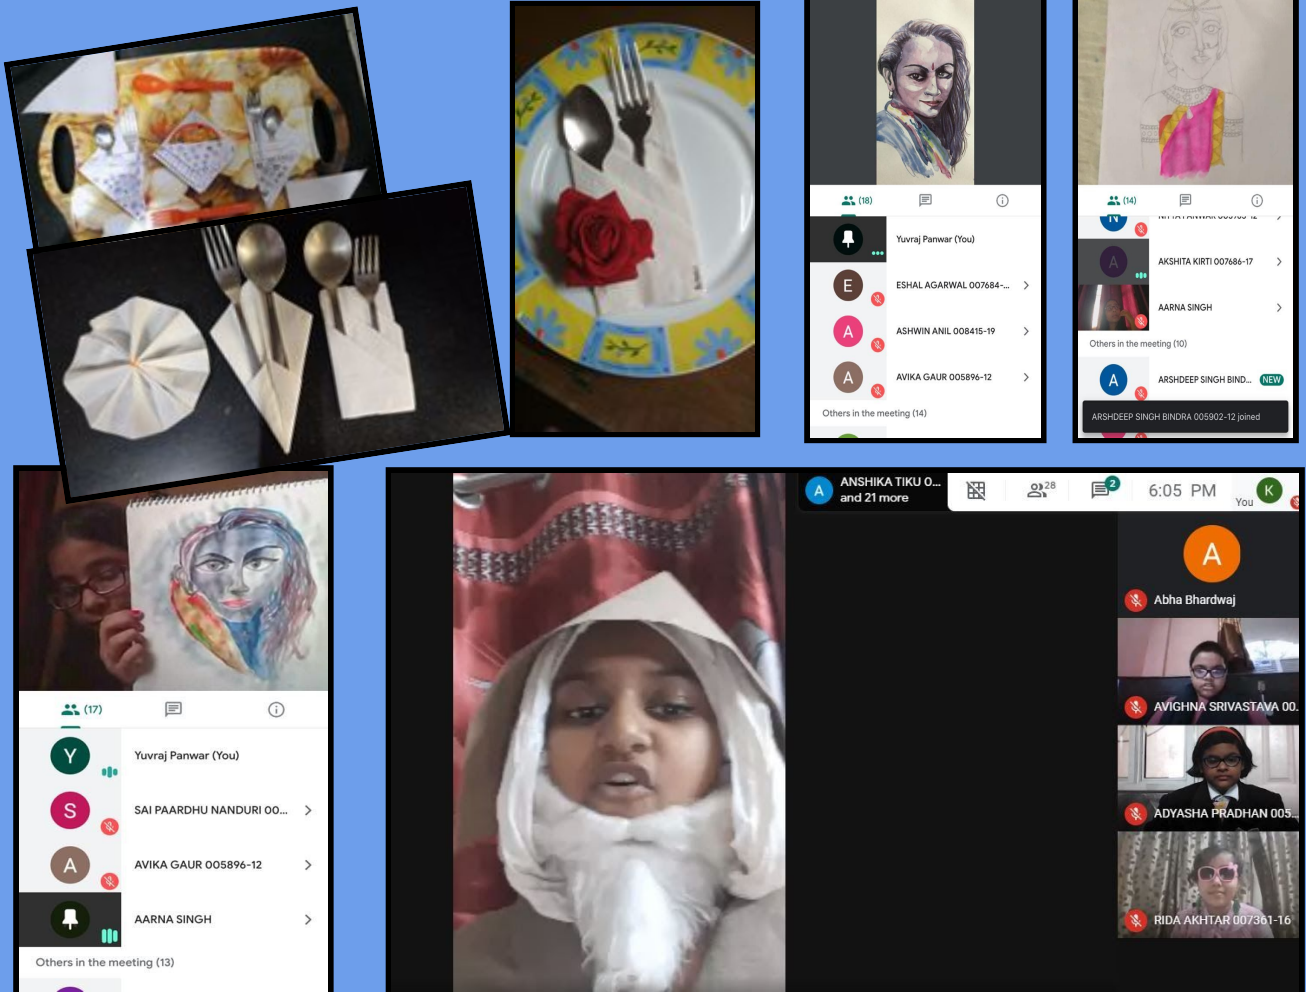 (18)
Yuvraj Panwar (You)
ESHAL AGARWAL 007684-...
ASHWIN ANIL 008415-19
AVIKA GAUR 005896-12
Others in the meeting (14)
(14)
AKSHITA KIRTI 007686-17
AARNA SINGH
Others in the meeting (10)
ARSHDEEP SINGH BIND... NEW
ARSHDEEP SINGH BINDRA 005902-12 joined
(17)
Y
Yuvraj Panwar (You)
S
SAI PAARDHU NANDURI 00...
A
AVIKA GAUR 005896-12
AARNA SINGH
Others in the meeting (13)
E
A
A
N
A
A
A
ANSHIKA TIKU 0...
and 21 more
28
2
6:05 PM
You
K
A
Abha Bhardwaj
AVIGHNA SRIVASTAVA 00.
ADYASHA PRADHAN 005...
RIDA AKHTAR 007361-16